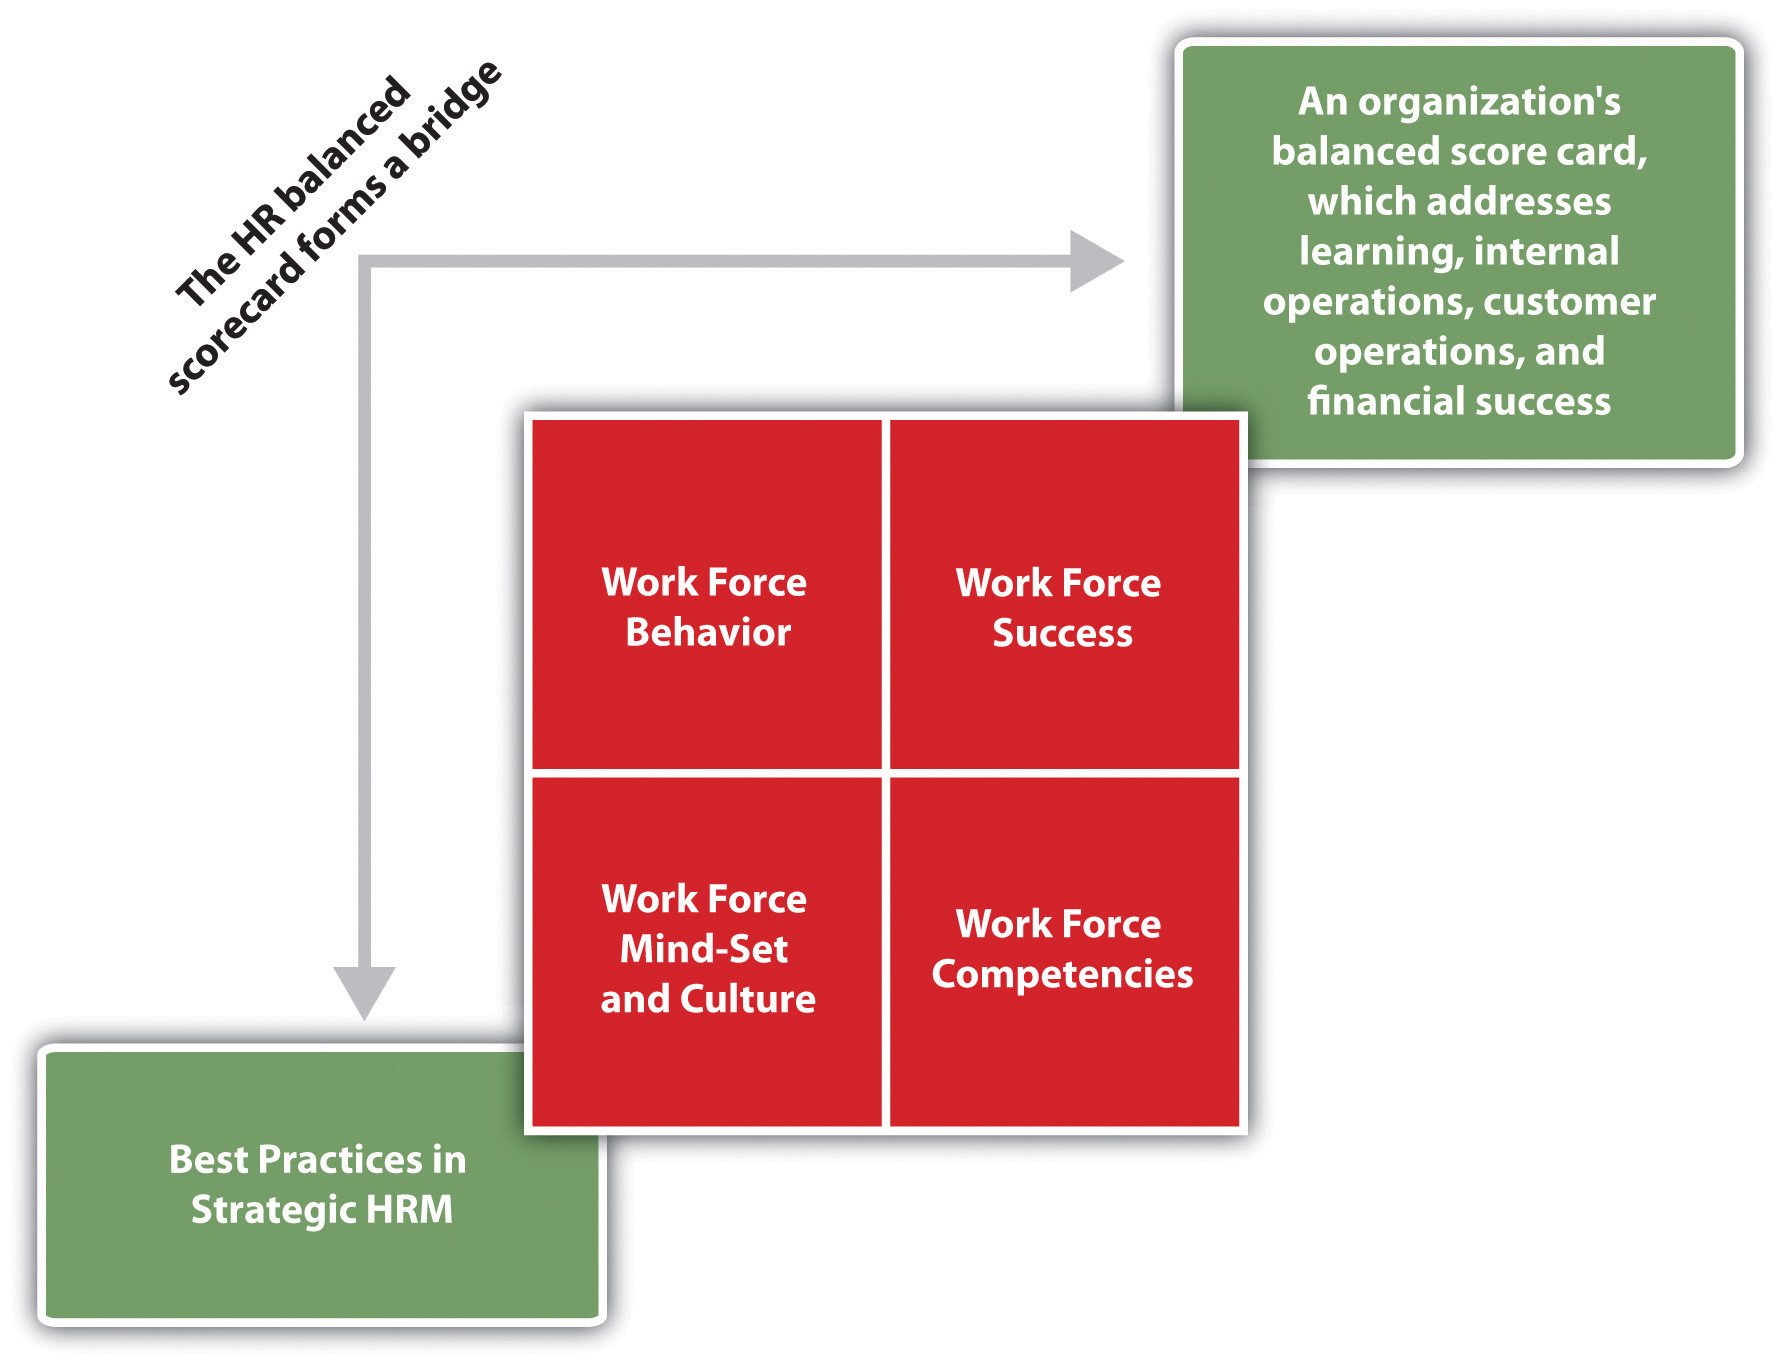 The HR balanced
scorecard forms a bridge
An organization's
balanced score card,
which addresses
learning, internal
operations, customer
operations, and
financial success
Work Force
Behavior
Work Force
Success
Work Force
Mind-Set
and Culture
Work Force
Competencies
Best Practices in
Strategic HRM